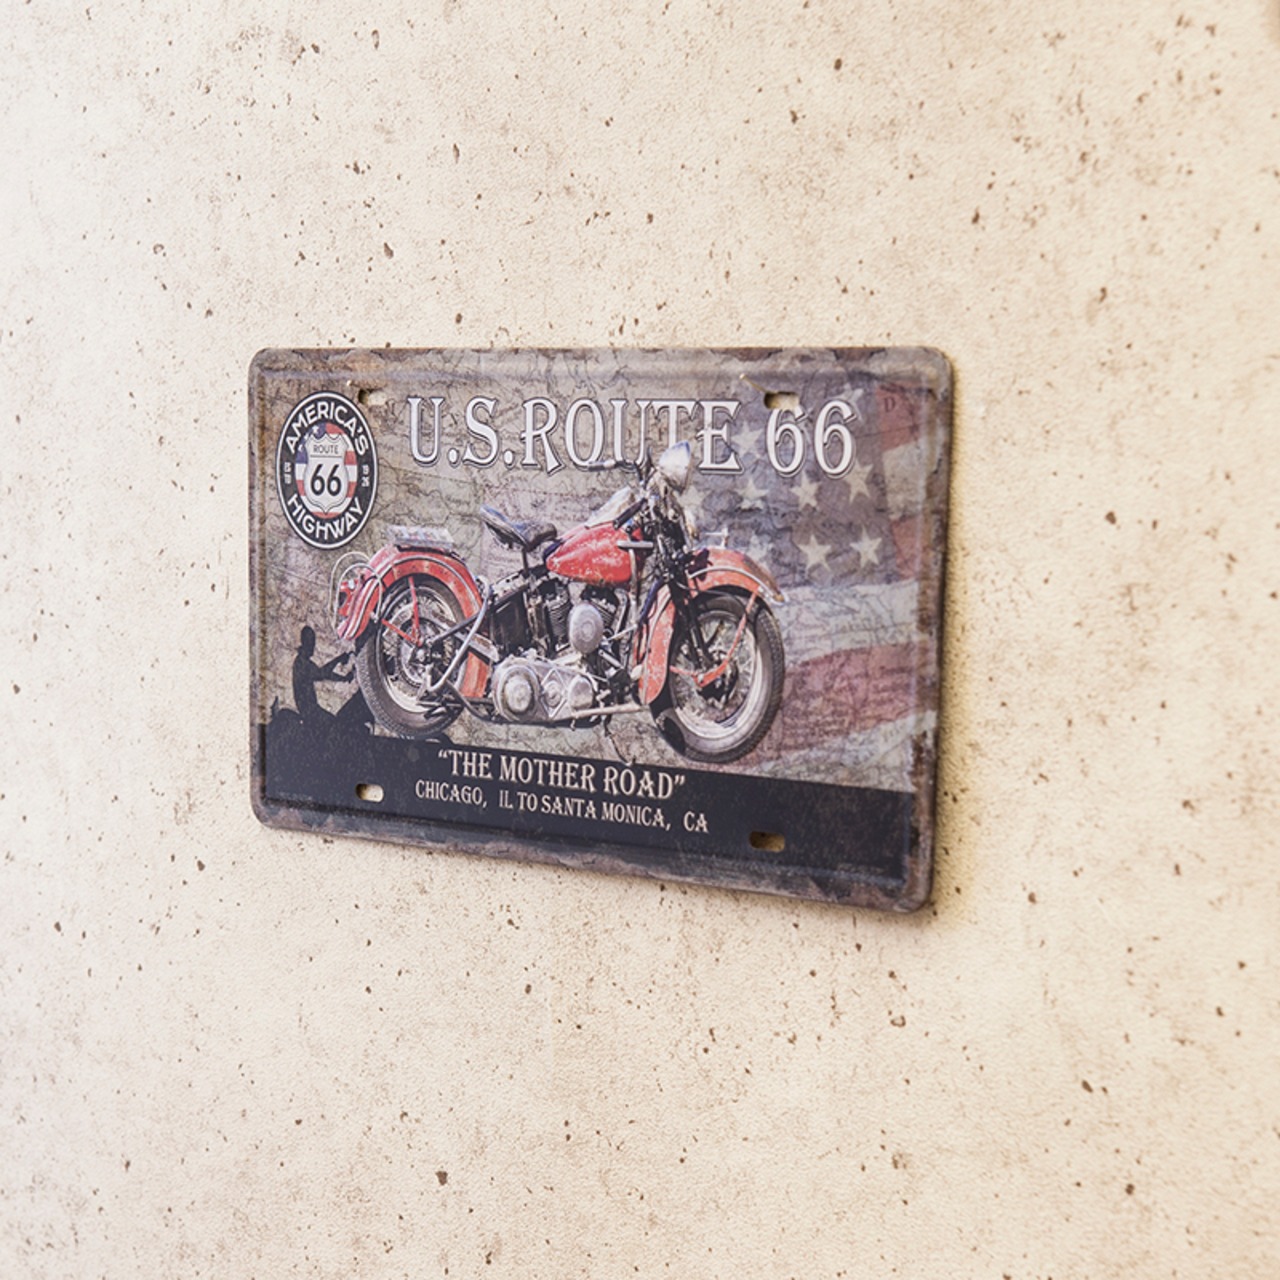 U.S.ROUTE 66
AMERICA'S
ROUTE
66
HIGHWAY
"THE MOTHER ROAD"
CHICAGO, IL TO SANTA MONICA, CA